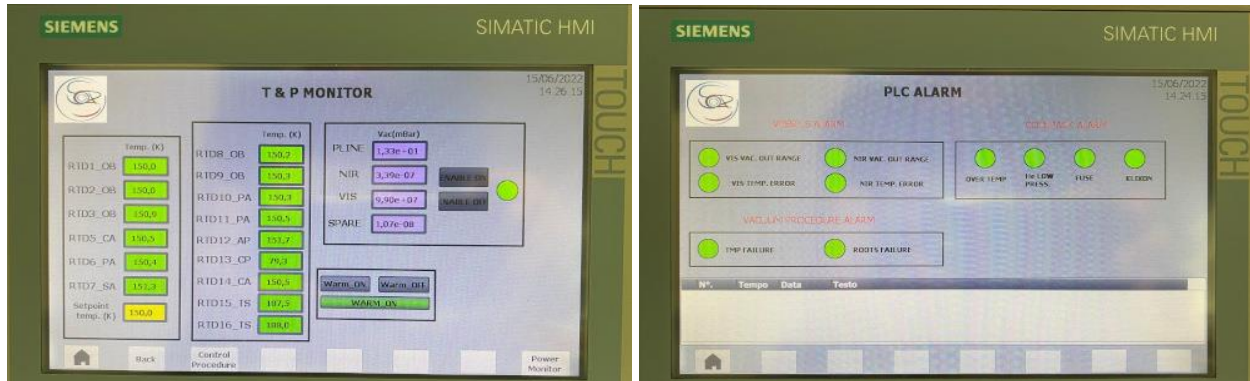 SIEMENS
SIMATIC HMI
TOUCH
15/06/2022
14:26:15
T & P MONITOR
Temp. (K)
RTD1_OB 150,0
RTD2_OB 150,0
RTD3_OB 150,9
RTD5_CA 150,5
RTD6_PA 150,4
RTD7_SA 151,3
Setpoint
temp. (K) 150,0
Temp. (K)
RTD8_OB 150,2
RTD9_OB 150,3
RTD10_PA 150,3
RTD11_PA 150,5
RTD12_AP 151,7
RTD13_CP 79,3
RTD14_CA 150,5
RTD15_TS 107,5
RTD16_TS
Vac(mBar)
PLINE 1,33e-01
NIR 3,39e-07
VIS 9,90e-07
SPARE 1,07e-08
ENABLE ON
ENABLE OFF
Warm_ON Warm_OFF
WARM_ON
Back
Control
Procedure
Power
Monitor
SIEMENS
SIMATIC HMI
TOUCH
15/06/2022
14:24:15
PLC ALARM
VIS VAC. OUT RANGE
NIR VAC. OUT RANGE
VIS TEMP. ERROR
NIR TEMP. ERROR
OVER TEMP
He LOW
PRESS.
FUSE
VACUUM PROCEDURE ALARM
TMP FAILURE
ROOTS FAILURE
N°. Tempo Data Testo